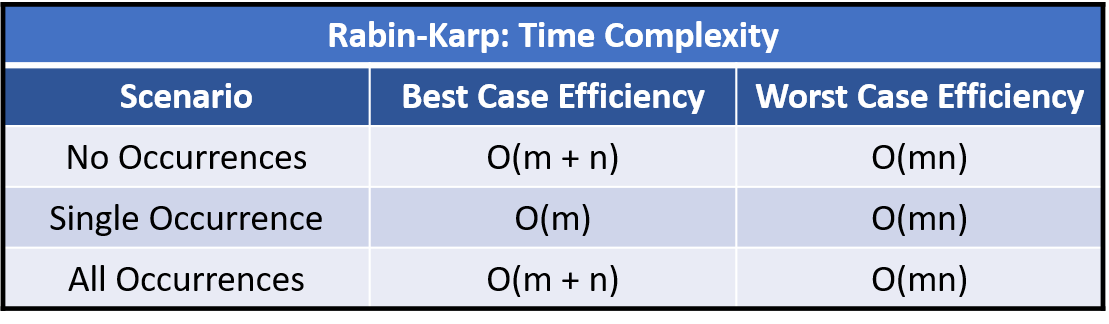 Rabin-Karp: Time Complexity
Scenario Best Case Efficiency Worst Case Efficiency
No Occurrences O(m + n) O(mn)
Single Occurrence O(m) O(mn)
All Occurrences O(m + n) O(mn)